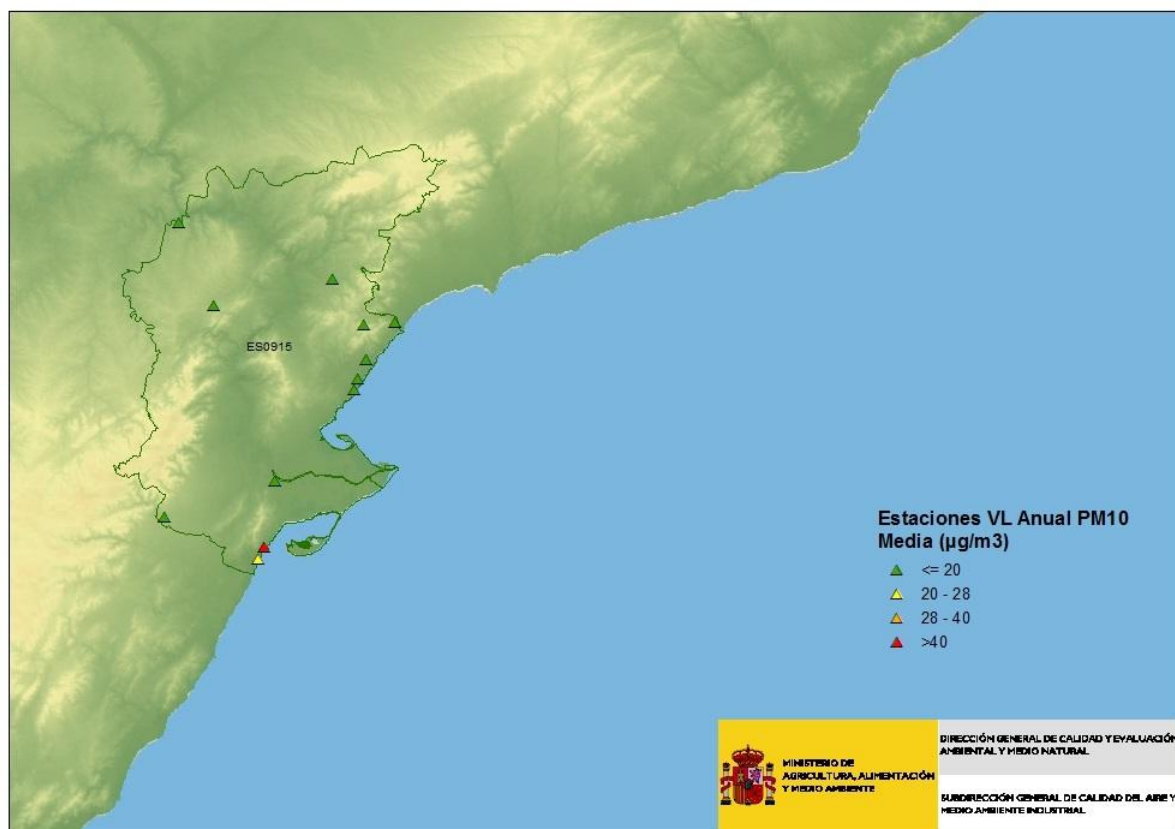 ES0915
Estaciones VL Anual PM10
Media (µg/m3)
<= 20
20 - 28
28 - 40
>40
MINISTERIO DE
AGRICULTURA, ALIMENTACIÓN
Y MEDIO AMBIENTE
DIRECCIÓN GENERAL DE CALIDAD Y EVALUACIÓN
AMBIENTAL Y MEDIO NATURAL
SUBDIRECCIÓN GENERAL DE CALIDAD DEL AIRE Y
MEDIO AMBIENTE INDUSTRIAL